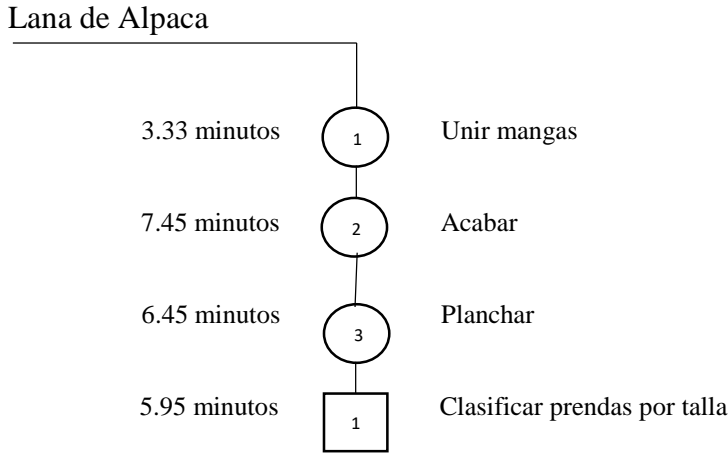 Lana de Alpaca
3.33 minutos 1 Unir mangas
7.45 minutos 2 Acabar
6.45 minutos 3 Planchar
5.95 minutos 1 Clasificar prendas por talla